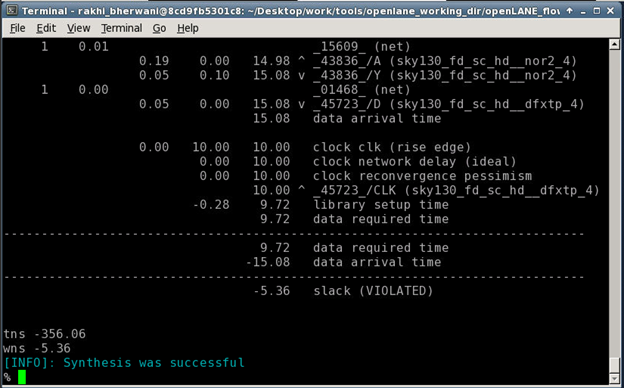 Terminal - rakhi_bherwani@8cd9fb5301c8: ~/Desktop/work/tools/openlane_working_dir/openLANE_flow
File Edit View Terminal Go Help
1 0.01 _15609_ (net)
0.19 0.00 14.98 ^ _43836_/A (sky130_fd_sc_hd__nor2_4)
0.05 0.10 15.08 v _43836_/Y (sky130_fd_sc_hd__nor2_4)
1 0.00 _01468_ (net)
0.05 0.00 15.08 v _45723_/D (sky130_fd_sc_hd__dfxtp_4)
15.08 data arrival time
0.00 10.00 10.00 clock clk (rise edge)
0.00 10.00 clock network delay (ideal)
0.00 10.00 clock reconvergence pessimism
10.00 ^ _45723_/CLK (sky130_fd_sc_hd__dfxtp_4)
-0.28 9.72 library setup time
9.72 data required time
---------------------------------------------------------------------------
9.72 data required time
-15.08 data arrival time
---------------------------------------------------------------------------
-5.36 slack (VIOLATED)
tns -356.06
wns -5.36
[INFO]: Synthesis was successful
%